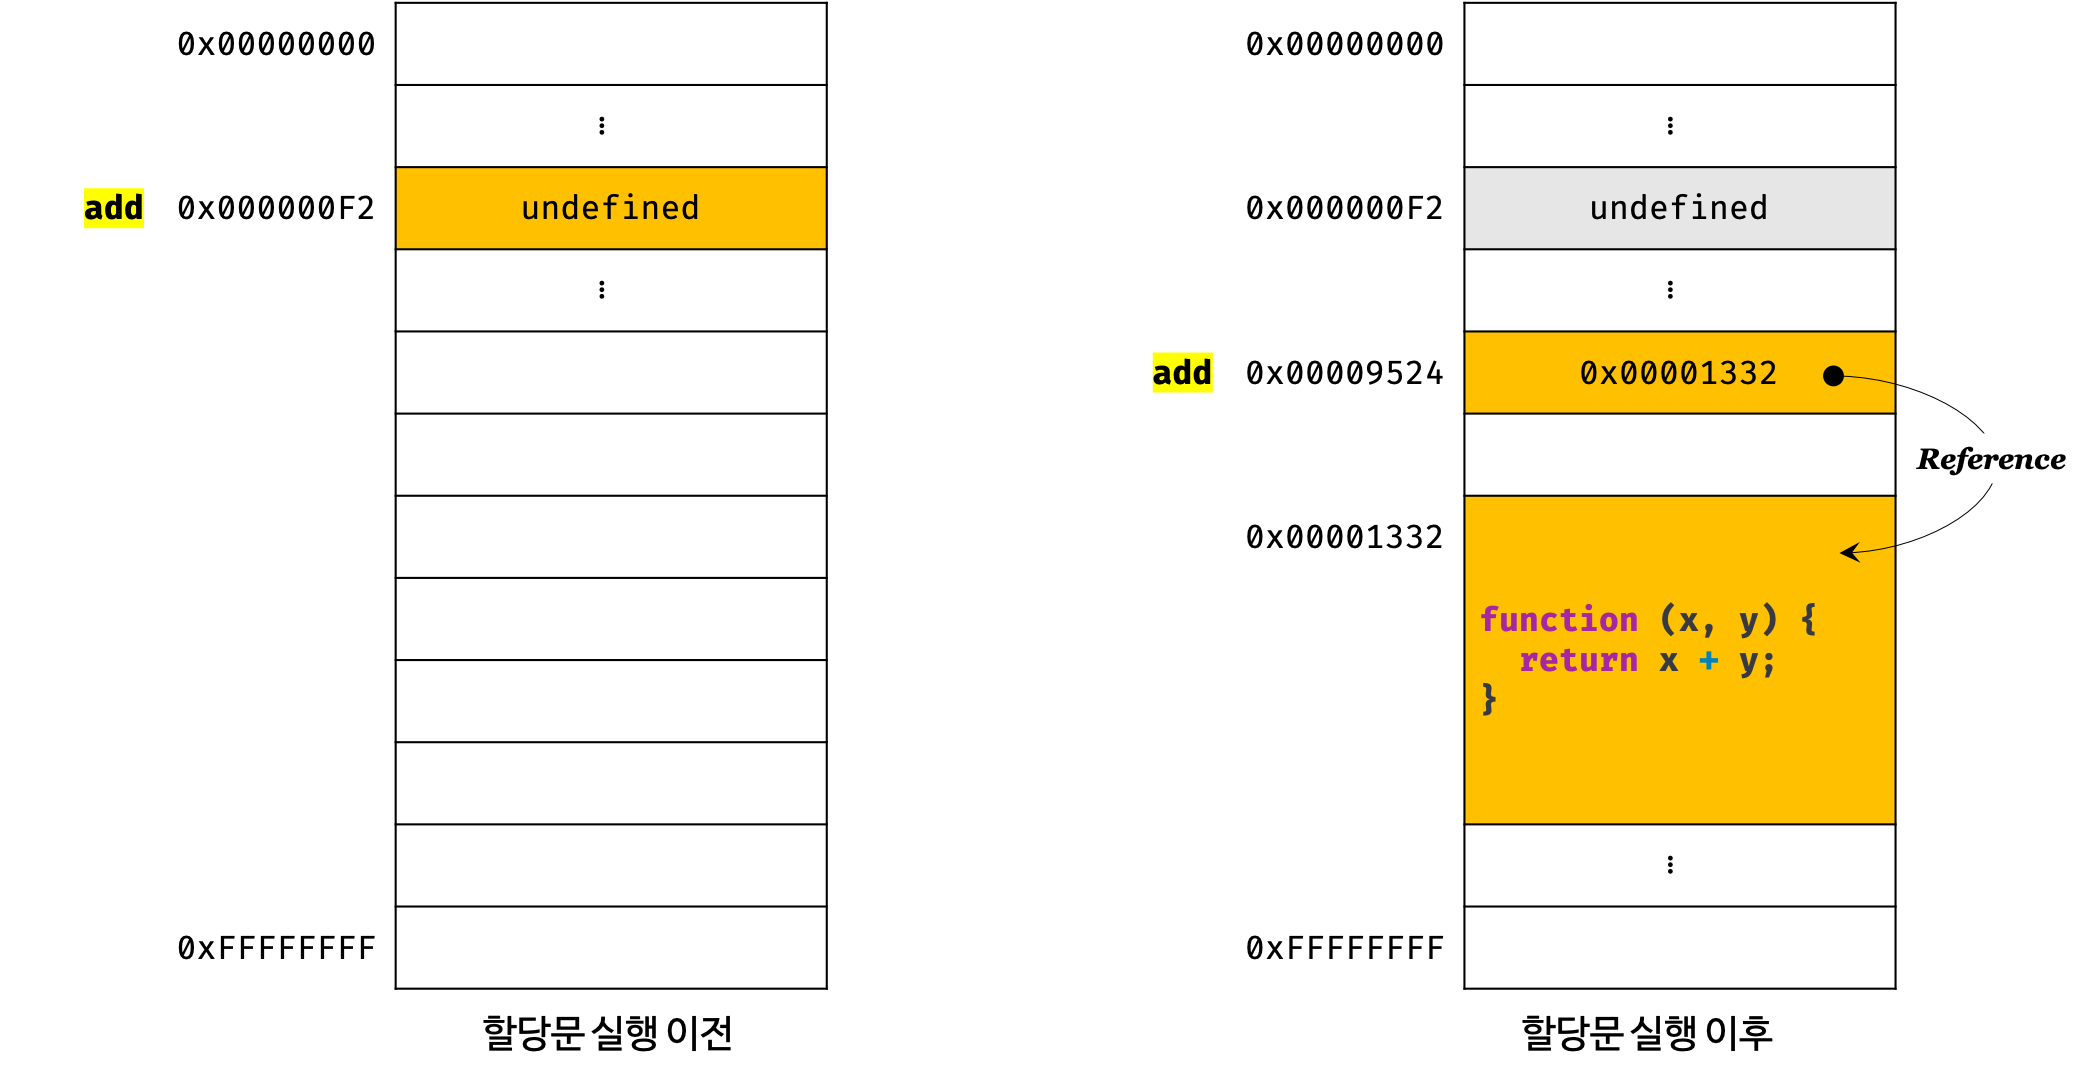 0x00000000
⋮
add 0x000000F2 undefined
⋮
0xFFFFFFFF
할당문 실행 이전
0x00000000
⋮
0x000000F2 undefined
⋮
add 0x00009524 0x00001332
Reference
0x00001332
function (x, y) {
  return x + y;
}
⋮
0xFFFFFFFF
할당문 실행 이후